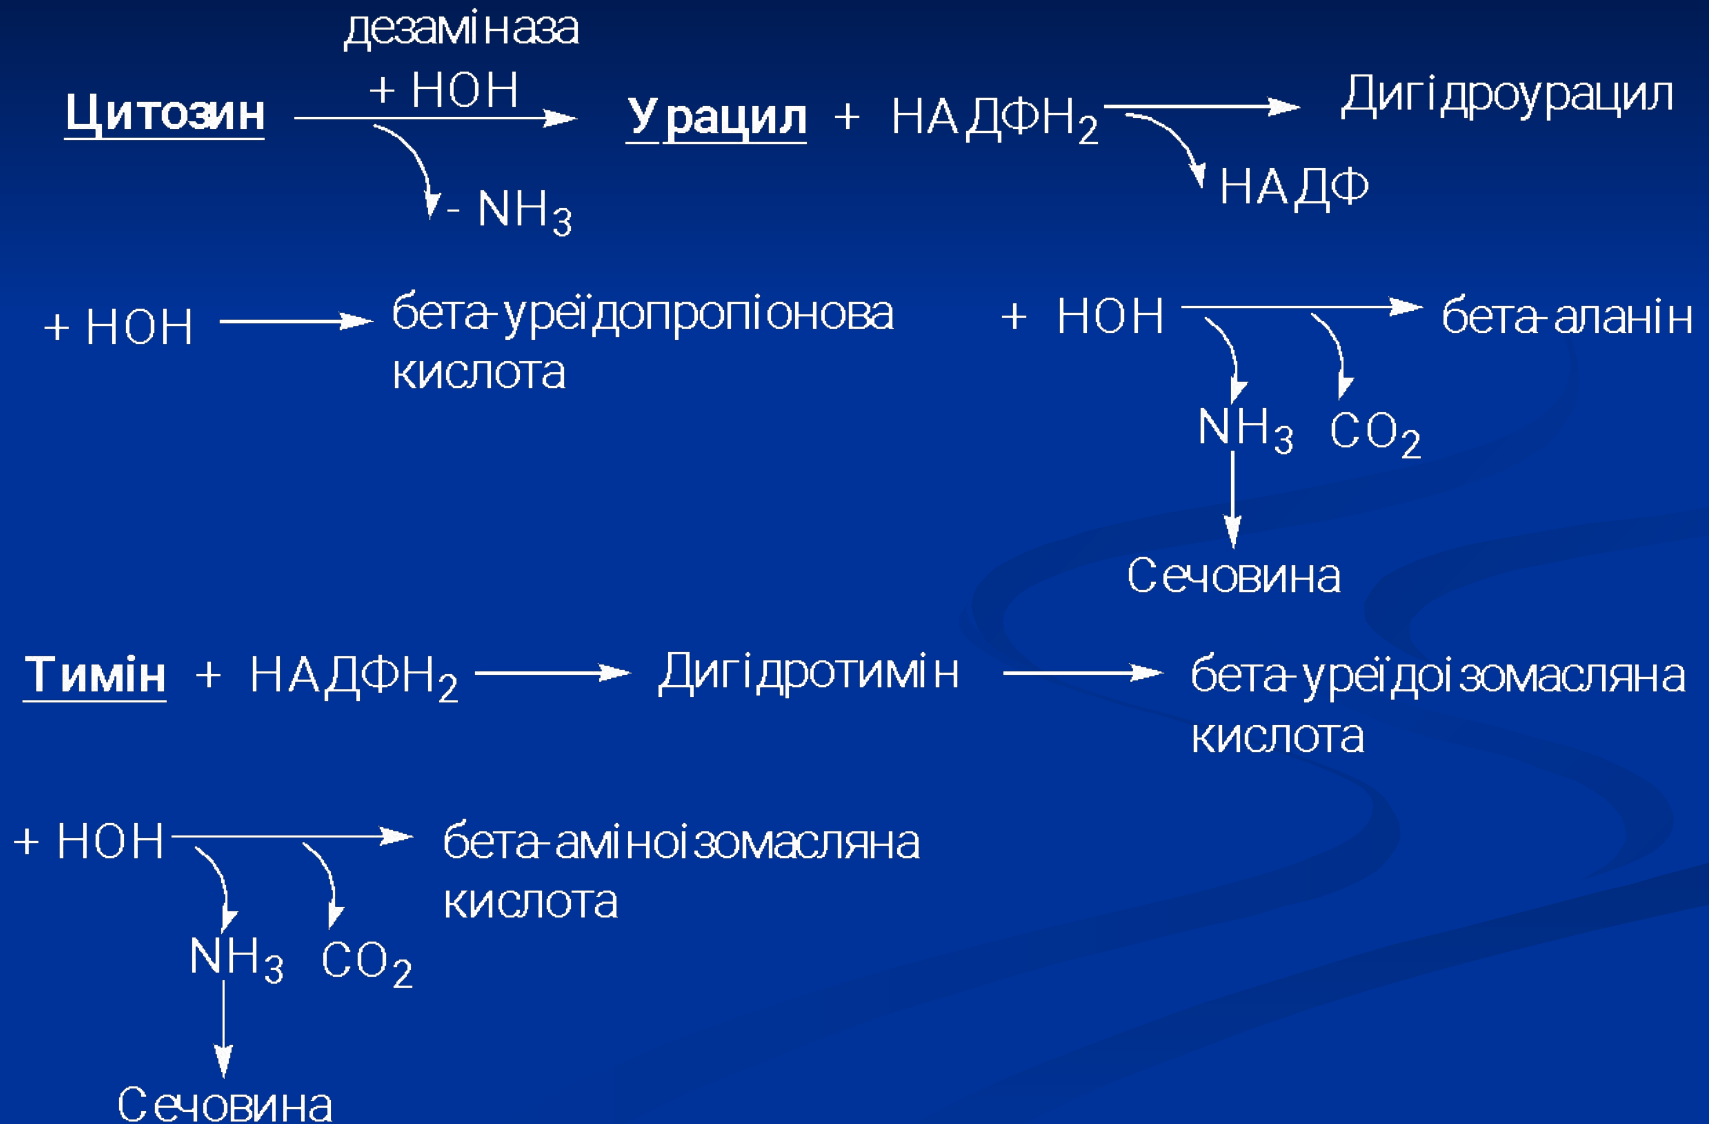 дезаміназа
+ НОН
Цитозин Урацил + НАДФН2 Дигідроурацил
- NH3 НАДФ
+ НОН бета-уреїдопропіонова кислота + НОН бета-аланін
NH3 CO2
Сечовина
Тимін + НАДФН2 Дигідротимін бета-уреїдоізомасляна кислота
+ НОН бета-аміноізомасляна кислота
NH3 CO2
Сечовина